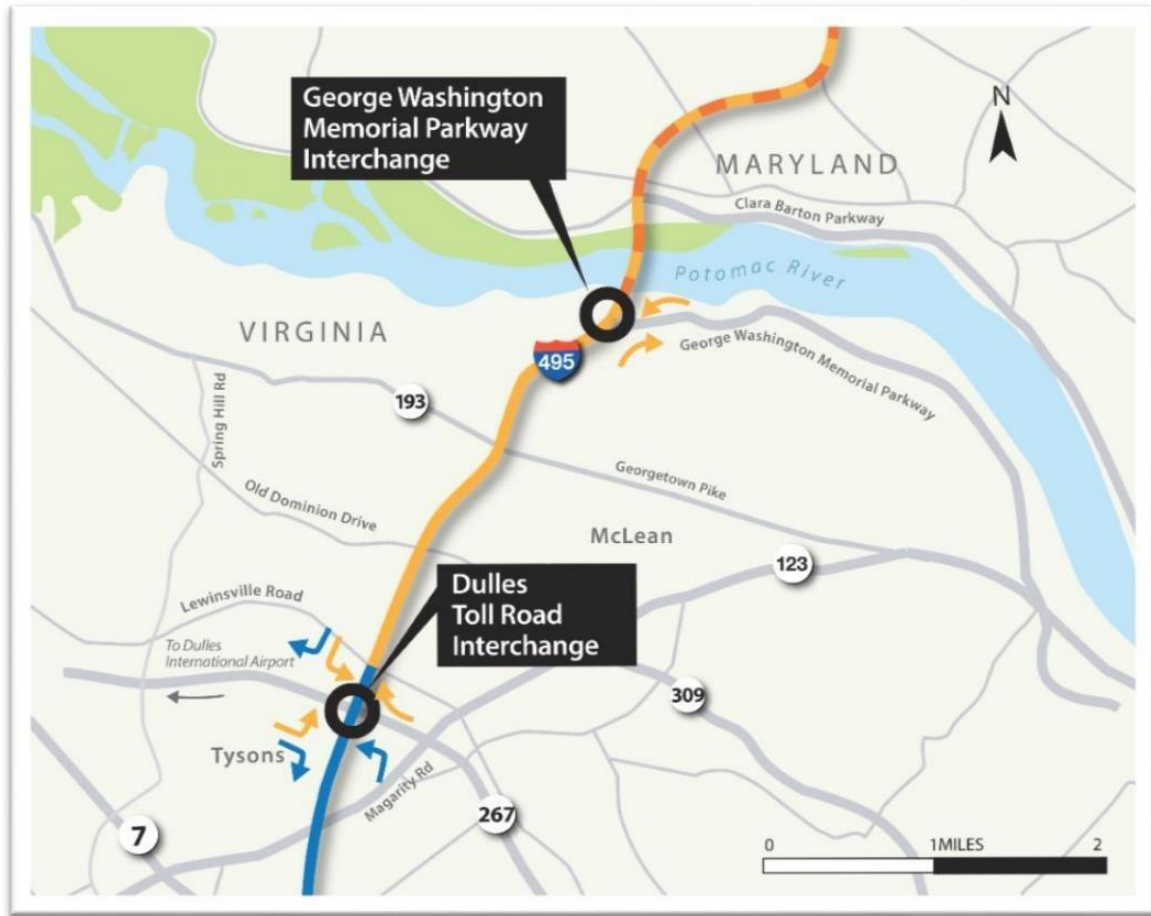 George Washington
Memorial Parkway
Interchange
N
MARYLAND
Clara Barton Parkway
Potomac River
VIRGINIA
495
George Washington Memorial Parkway
193
Spring Hill Rd
Georgetown Pike
Old Dominion Drive
McLean
123
Dulles
Toll Road
Interchange
Lewinsville Road
To Dulles
International Airport
309
Tysons
Magarity Rd
267
7
0 1 MILES 2